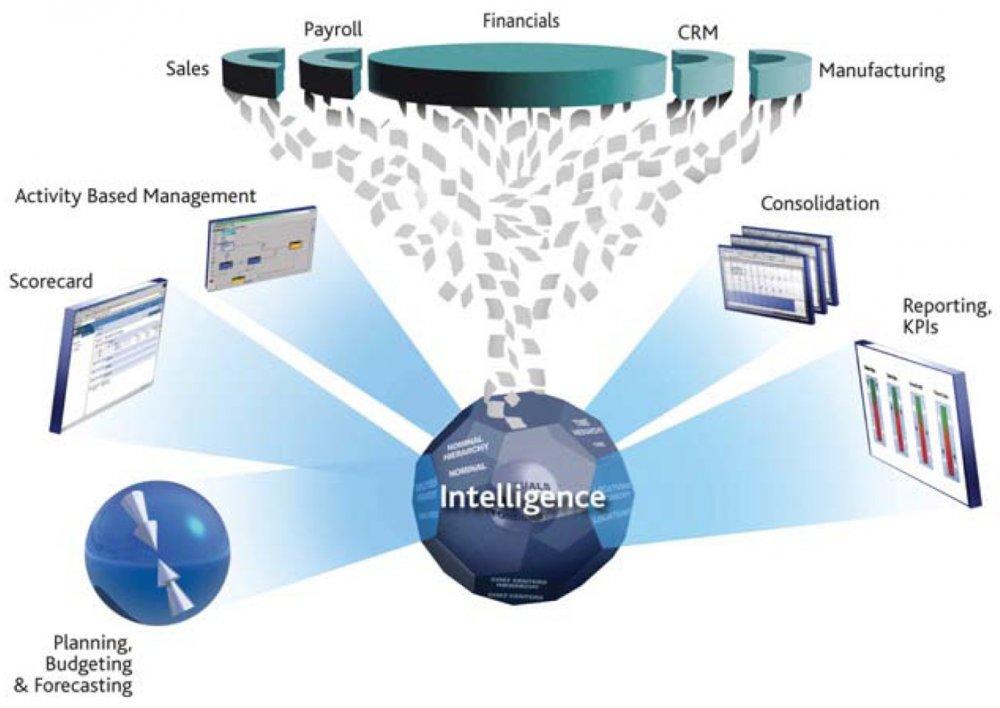 Financials
Payroll
CRM
Sales
Manufacturing
Activity Based Management
Consolidation
Scorecard
Reporting,
KPIs
NOMINAL
HIERARCHY
NOMINAL
TIME
TIME
Intelligence
COST CENTERS
HIERARCHY
COST CENTERS
Planning,
Budgeting
& Forecasting